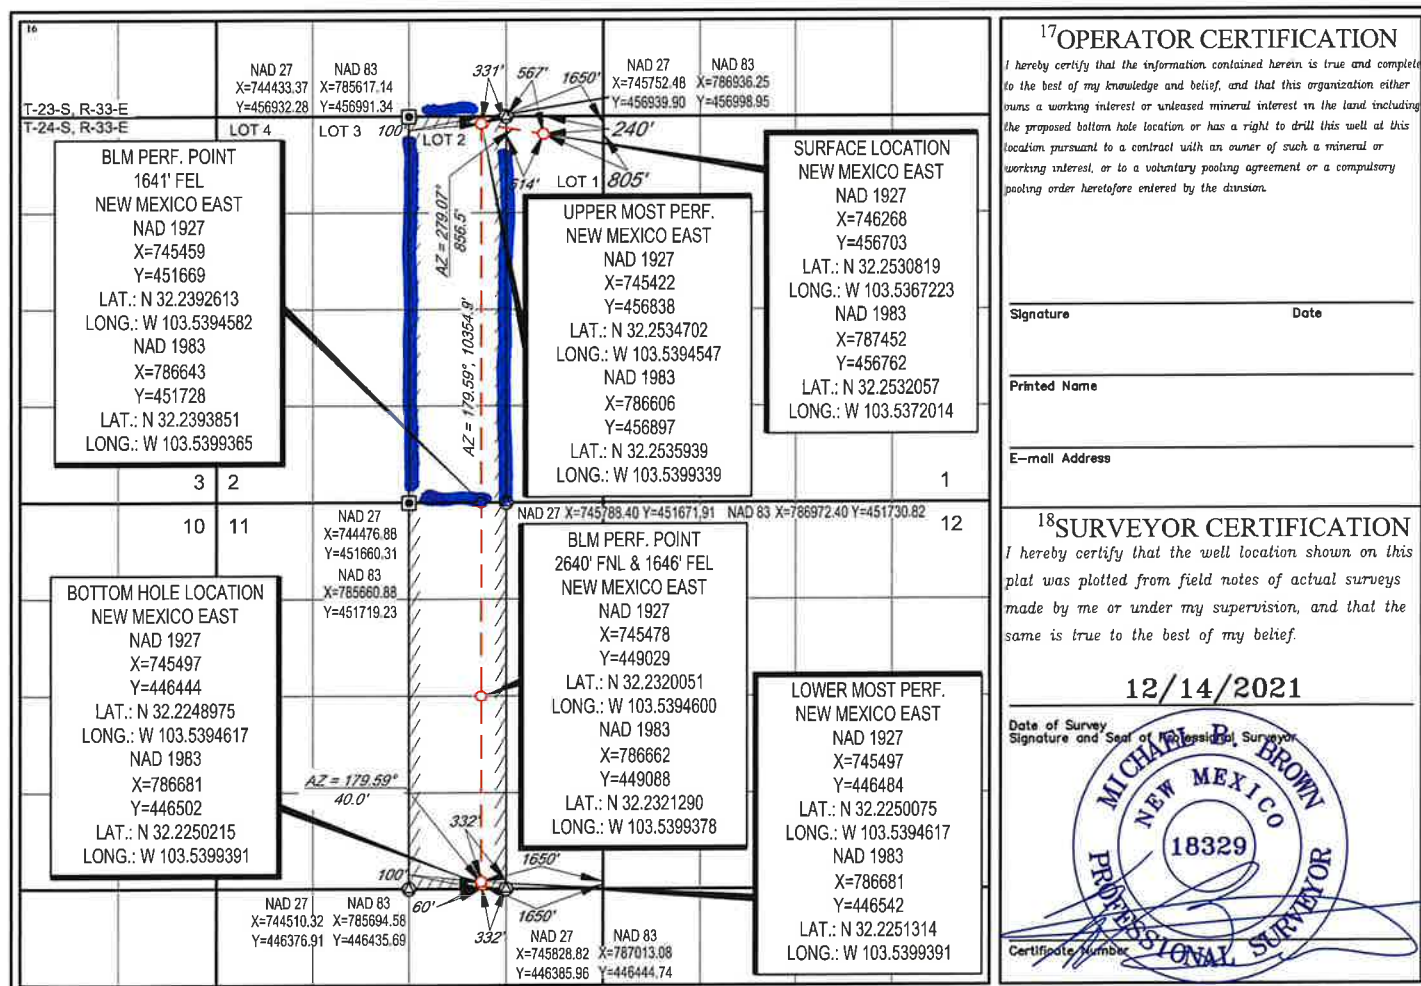 16
NAD 27
X=744433.37
Y=456932.28
NAD 83
X=785617.14
Y=456991.34
331'
567'
1650'
NAD 27
X=745752.48
Y=456939.90
NAD 83
X=786936.25
Y=456998.95
T-23-S, R-33-E
T-24-S, R-33-E
LOT 4
LOT 3
100'
LOT 2
240'
614'
LOT 1
805'
BLM PERF. POINT
1641' FEL
NEW MEXICO EAST
NAD 1927
X=745459
Y=451669
LAT.: N 32.2392613
LONG.: W 103.5394582
NAD 1983
X=786643
Y=451728
LAT.: N 32.2393851
LONG.: W 103.5399365
AZ = 279.07°
856.5'
AZ = 179.59°, 10354.9'
UPPER MOST PERF.
NEW MEXICO EAST
NAD 1927
X=745422
Y=456838
LAT.: N 32.2534702
LONG.: W 103.5394547
NAD 1983
X=786606
Y=456897
LAT.: N 32.2535939
LONG.: W 103.5399339
SURFACE LOCATION
NEW MEXICO EAST
NAD 1927
X=746268
Y=456703
LAT.: N 32.2530819
LONG.: W 103.5367223
NAD 1983
X=787452
Y=456762
LAT.: N 32.2532057
LONG.: W 103.5372014
3 2
1
10 11
12
NAD 27
X=744476.88
Y=451660.31
NAD 83
X=785660.88
Y=451719.23
NAD 27 X=745788.40 Y=451671.91 NAD 83 X=786972.40 Y=451730.82
BLM PERF. POINT
2640' FNL & 1646' FEL
NEW MEXICO EAST
NAD 1927
X=745478
Y=449029
LAT.: N 32.2320051
LONG.: W 103.5394600
NAD 1983
X=786662
Y=449088
LAT.: N 32.2321290
LONG.: W 103.5399378
BOTTOM HOLE LOCATION
NEW MEXICO EAST
NAD 1927
X=745497
Y=446444
LAT.: N 32.2248975
LONG.: W 103.5394617
NAD 1983
X=786681
Y=446502
LAT.: N 32.2250215
LONG.: W 103.5399391
AZ = 179.59°
40.0'
332'
100'
60'
332'
1650'
1650'
LOWER MOST PERF.
NEW MEXICO EAST
NAD 1927
X=745497
Y=446484
LAT.: N 32.2250075
LONG.: W 103.5394617
NAD 1983
X=786681
Y=446542
LAT.: N 32.2251314
LONG.: W 103.5399391
NAD 27
X=744510.32
Y=446376.91
NAD 83
X=785694.58
Y=446435.69
NAD 27
X=745828.82
Y=446385.96
NAD 83
X=787013.08
Y=446444.74
17 OPERATOR CERTIFICATION
I hereby certify that the information contained herein is true and complete
to the best of my knowledge and belief, and that this organization either
owns a working interest or unleased mineral interest in the land including
the proposed bottom hole location or has a right to drill this well at this
location pursuant to a contract with an owner of such a mineral or
working interest, or to a voluntary pooling agreement or a compulsory
pooling order heretofore entered by the division.
Signature Date
Printed Name
E-mail Address
18 SURVEYOR CERTIFICATION
I hereby certify that the well location shown on this
plat was plotted from field notes of actual surveys
made by me or under my supervision, and that the
same is true to the best of my belief.
12/14/2021
Date of Survey
Signature and Seal of Professional Surveyor
MICHAEL B. BROWN
NEW MEXICO
18329
PROFESSIONAL SURVEYOR
Certificate Number